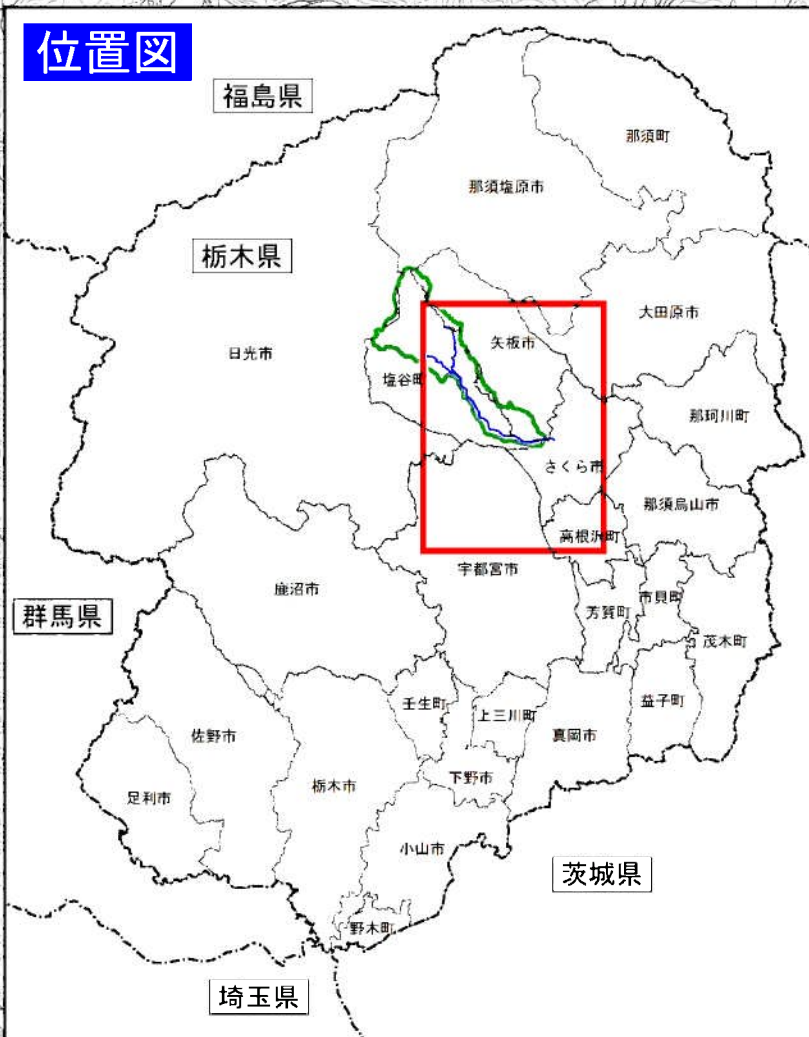 位置図
福島県
那須町
那須塩原市
栃木県
大田原市
矢板市
日光市
塩谷町
那珂川町
さくら市
那須烏山市
高根沢町
宇都宮市
鹿沼市
群馬県
芳賀町
市貝町
茂木町
壬生町
上三川町
益子町
佐野市
真岡市
栃木市
下野市
足利市
小山市
茨城県
野木町
埼玉県